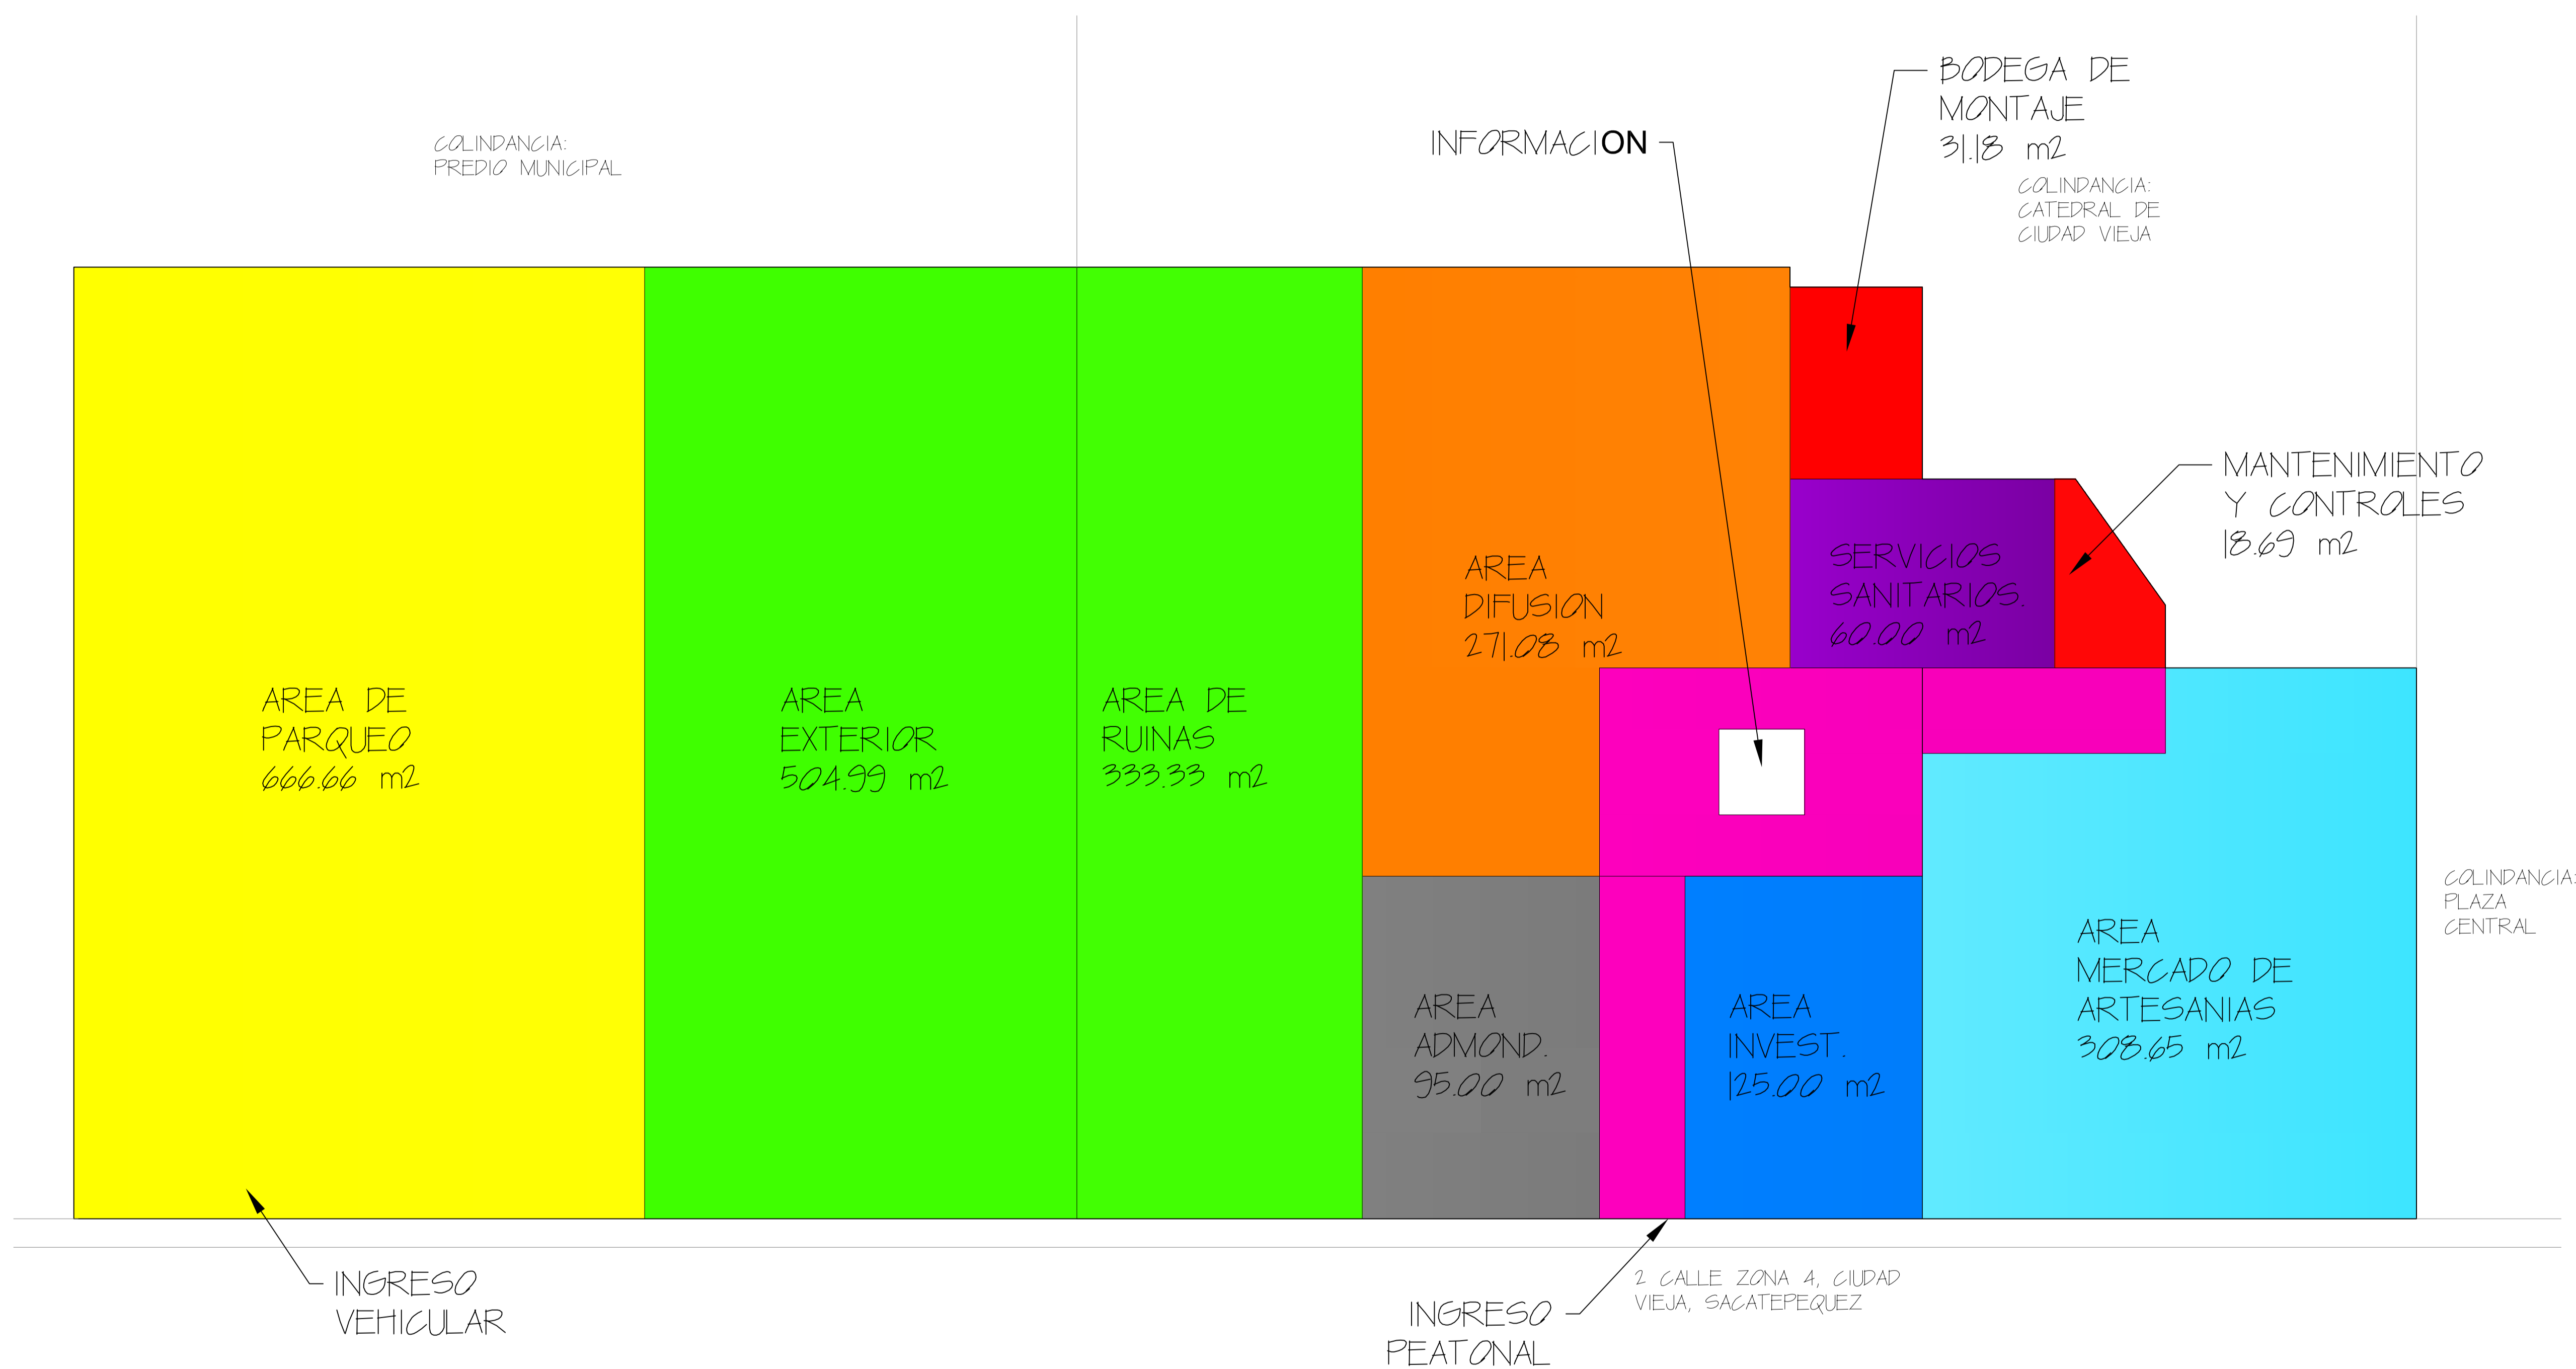 BODEGA DE
MONTAJE
31.18 m2
INFORMACION
COLINDANCIA:
PREDIO MUNICIPAL
COLINDANCIA:
CATEDRAL DE
CIUDAD VIEJA
MANTENIMIENTO
Y CONTROLES
18.69 m2
SERVICIOS
SANITARIOS.
60.00 m2
AREA
DIFUSION
271.08 m2
AREA DE
PARQUEO
666.66 m2
AREA
EXTERIOR
504.99 m2
AREA DE
RUINAS
333.33 m2
COLINDANCIA:
PLAZA
CENTRAL
AREA
MERCADO DE
ARTESANIAS
308.65 m2
AREA
ADMOND.
95.00 m2
AREA
INVEST.
125.00 m2
INGRESO
VEHICULAR
2 CALLE ZONA 4, CIUDAD
VIEJA, SACATEPEQUEZ
INGRESO
PEATONAL